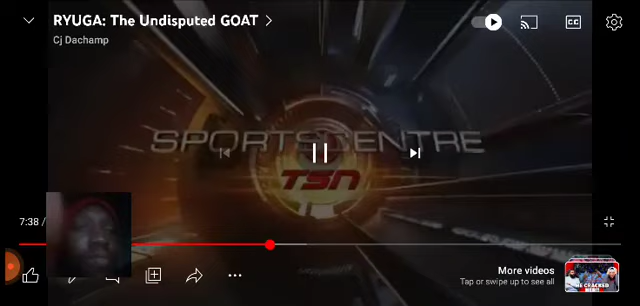 RYUGA: The Undisputed GOAT
Cj Dachamp
CC
SPORTSCENTRE
TSN
7:38 /
More videos
Tap or swipe up to see all